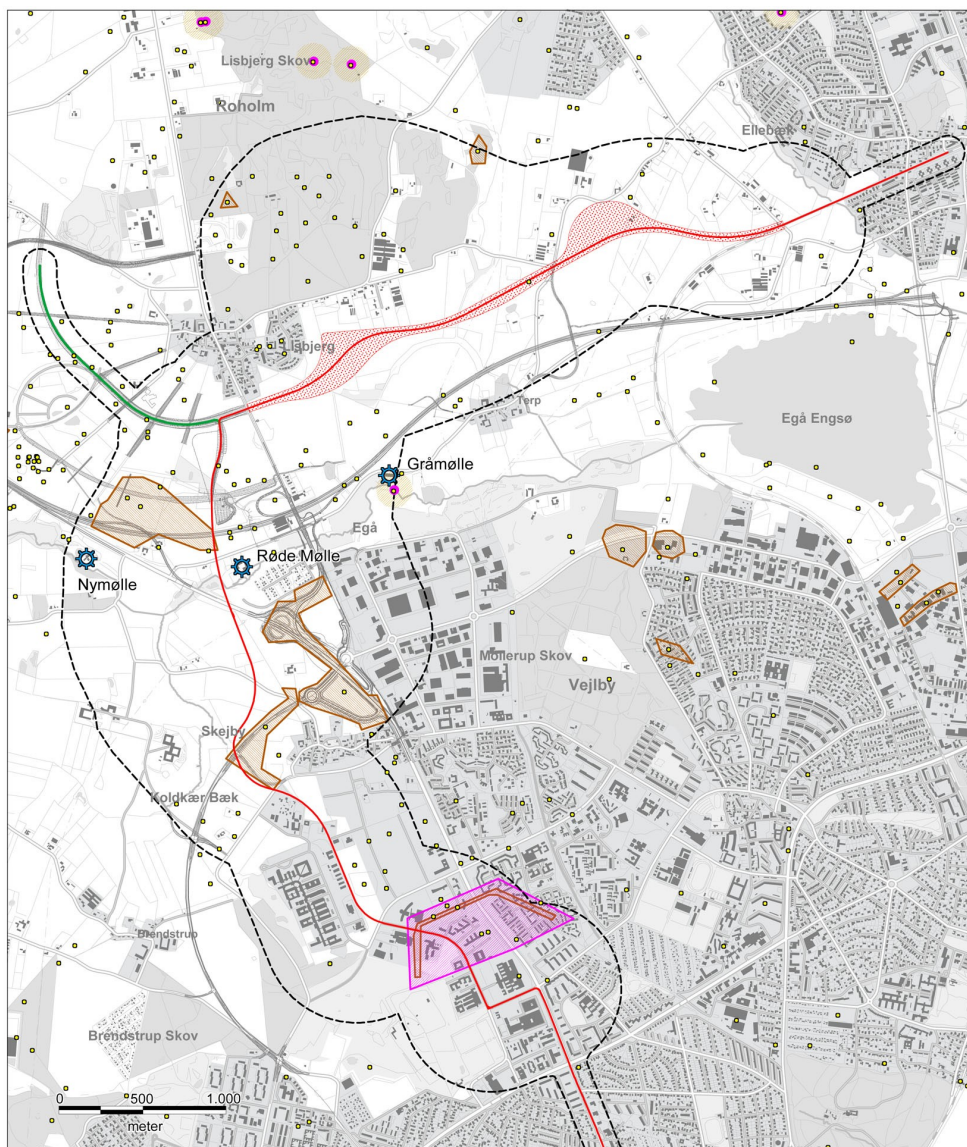 Lisbjerg Skov
Roholm
Ellebæk
Lisbjerg
Terp
Egå Engsø
Gråmølle
Egå
Røde Mølle
Nymølle
Mollerup Skov
Vejlby
Skejby
Koldkær Bæk
Brendstrup
Brendstrup Skov
0 500 1.000
meter